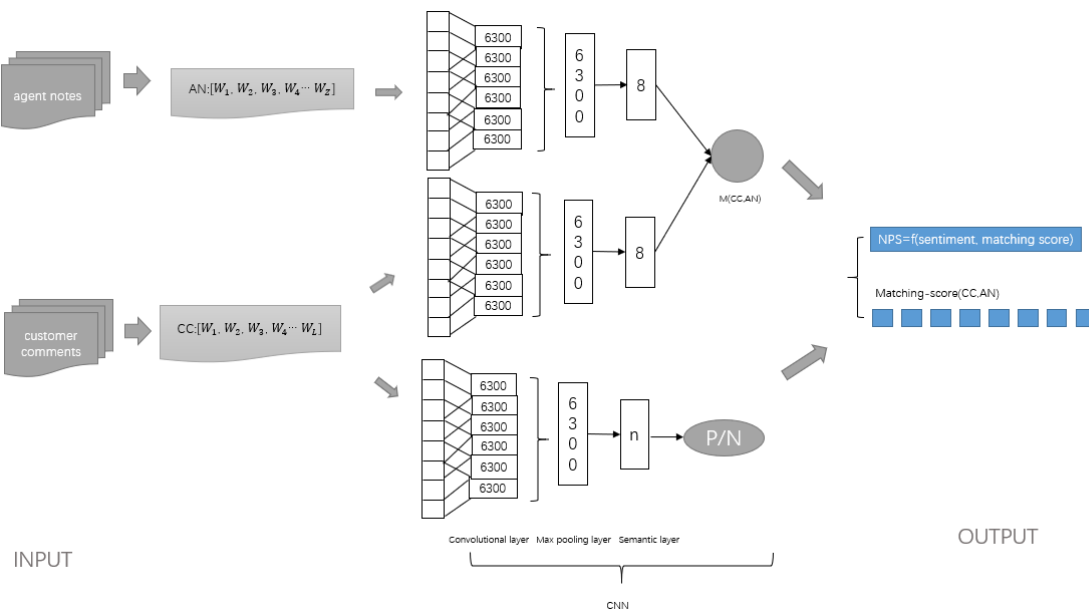 agent notes
AN:[W₁, W₂, W₃, W₄⋯ W_Z]
6300
6300
6300
6300
6300
6300
6
3
0
0
8
M(CC,AN)
6300
6300
6300
6300
6300
6300
6
3
0
0
8
customer
comments
CC:[W₁, W₂, W₃, W₄⋯ W_L]
6300
6300
6300
6300
6300
6300
6
3
0
0
n
P/N
NPS=f(sentiment, matching score)
Matching-score(CC,AN)
Convolutional layer Max pooling layer Semantic layer
CNN
INPUT
OUTPUT